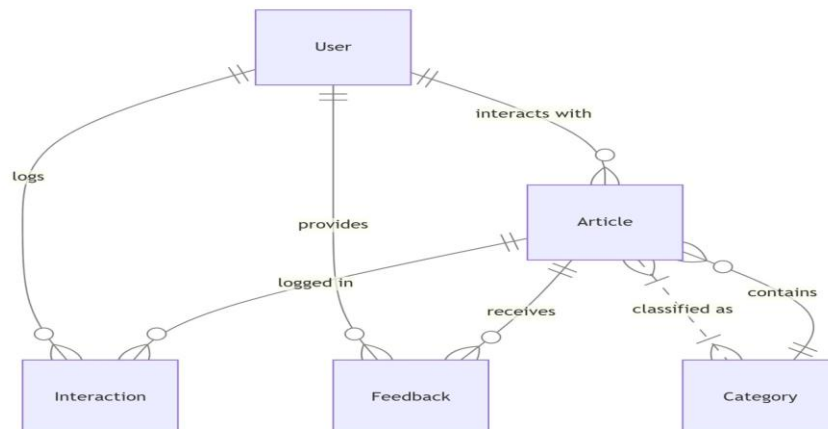 User
interacts with
logs
Article
provides
logged in
receives
classified as
contains
Interaction
Feedback
Category